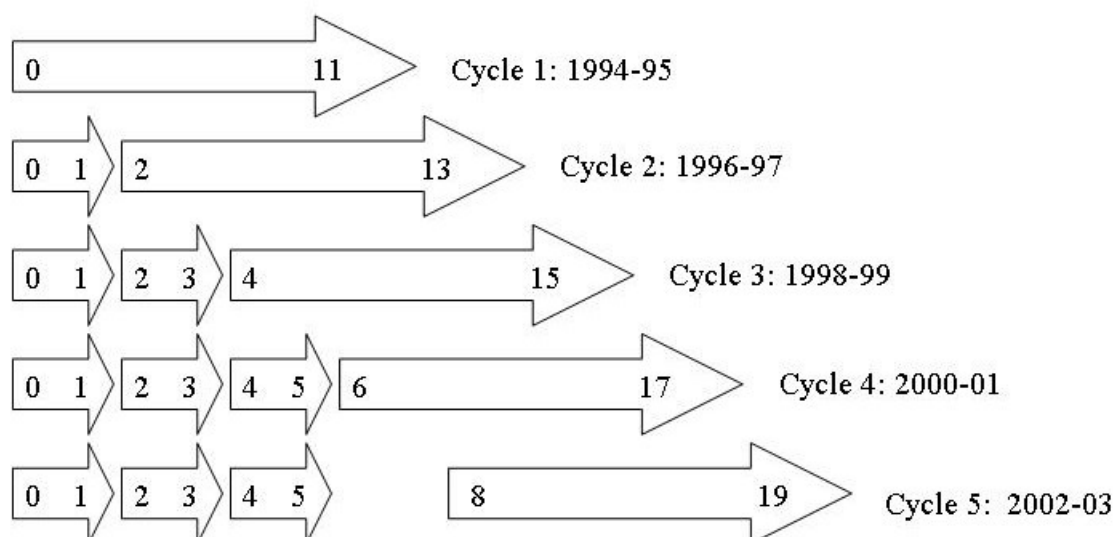 0 11 Cycle 1: 1994-95
0 1 2 13 Cycle 2: 1996-97
0 1 2 3 4 15 Cycle 3: 1998-99
0 1 2 3 4 5 6 17 Cycle 4: 2000-01
0 1 2 3 4 5 8 19 Cycle 5: 2002-03